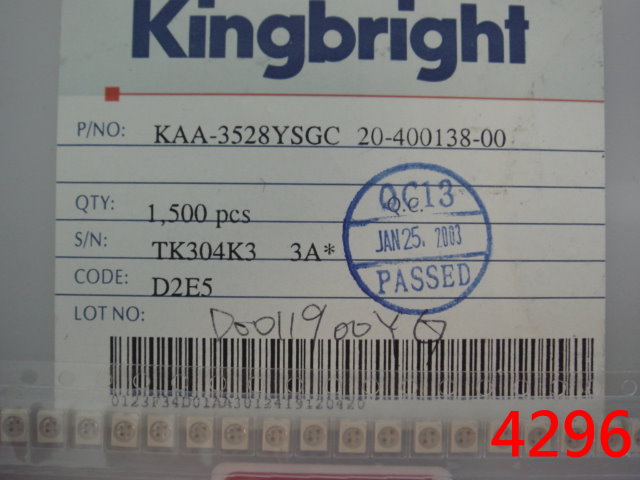 Kingbright
P/NO: KAA-3528YSGC 20-400138-00
QTY: 1,500 pcs
QC13
Q.C.
S/N: TK304K3 3A*
JAN 25. 2003
CODE: D2E5
PASSED
LOT NO:
4296